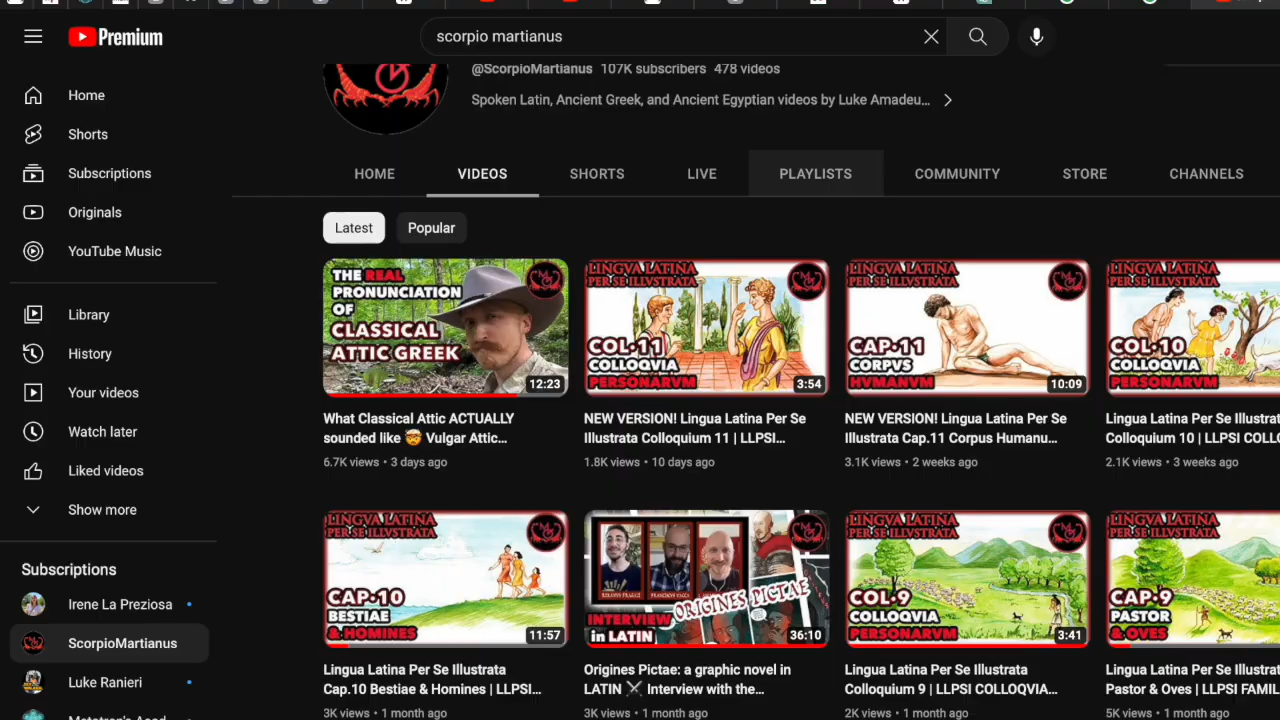 Premium
scorpio martianus
@ScorpioMartianus 107K subscribers 478 videos
Spoken Latin, Ancient Greek, and Ancient Egyptian videos by Luke Amadeu...
Home
Shorts
Subscriptions
Originals
YouTube Music
Library
History
Your videos
Watch later
Liked videos
Show more
Subscriptions
Irene La Preziosa
ScorpioMartianus
Luke Ranieri
HOME VIDEOS SHORTS LIVE PLAYLISTS COMMUNITY STORE CHANNELS
Latest Popular
THE REAL
PRONUNCIATION
OF
CLASSICAL
ATTIC GREEK
12:23
What Classical Attic ACTUALLY
sounded like 🤯 Vulgar Attic...
6.7K views • 3 days ago
LINGVA LATINA
PER SE ILLVSTRATA
COL·11
COLLOQVIA
PERSONARVM
3:54
NEW VERSION! Lingua Latina Per Se
Illustrata Colloquium 11 | LLPSI...
1.8K views • 10 days ago
LINGVA LATINA
PER SE ILLVSTRATA
CAP·11
CORPVS
HVMANVM
10:09
NEW VERSION! Lingua Latina Per Se
Illustrata Cap.11 Corpus Humanu...
3.1K views • 2 weeks ago
LINGVA LATINA
PER SE ILLVSTRATA
COL·10
COLLOQVIA
PERSONARVM
Lingua Latina Per Se Illustrata
Colloquium 10 | LLPSI COLLO
2.1K views • 3 weeks ago
LINGVA LATINA
PER SE ILLVSTRATA
CAP·10
BESTIAE
& HOMINES
11:57
Lingua Latina Per Se Illustrata
Cap.10 Bestiae & Homines | LLPSI...
3K views • 1 month ago
ORIGINES PICTAE
INTERVIEW
in LATIN
36:10
Origines Pictae: a graphic novel in
LATIN ⚔️ Interview with the...
3K views • 1 month ago
LINGVA LATINA
PER SE ILLVSTRATA
COL·9
COLLOQVIA
PERSONARVM
3:41
Lingua Latina Per Se Illustrata
Colloquium 9 | LLPSI COLLOQVIA...
2K views • 1 month ago
LINGVA LATINA
PER SE ILLVSTRATA
CAP·9
PASTOR
& OVES
Lingua Latina Per Se Illustrata
Pastor & Oves | LLPSI FAMIL
5K views • 1 month ago